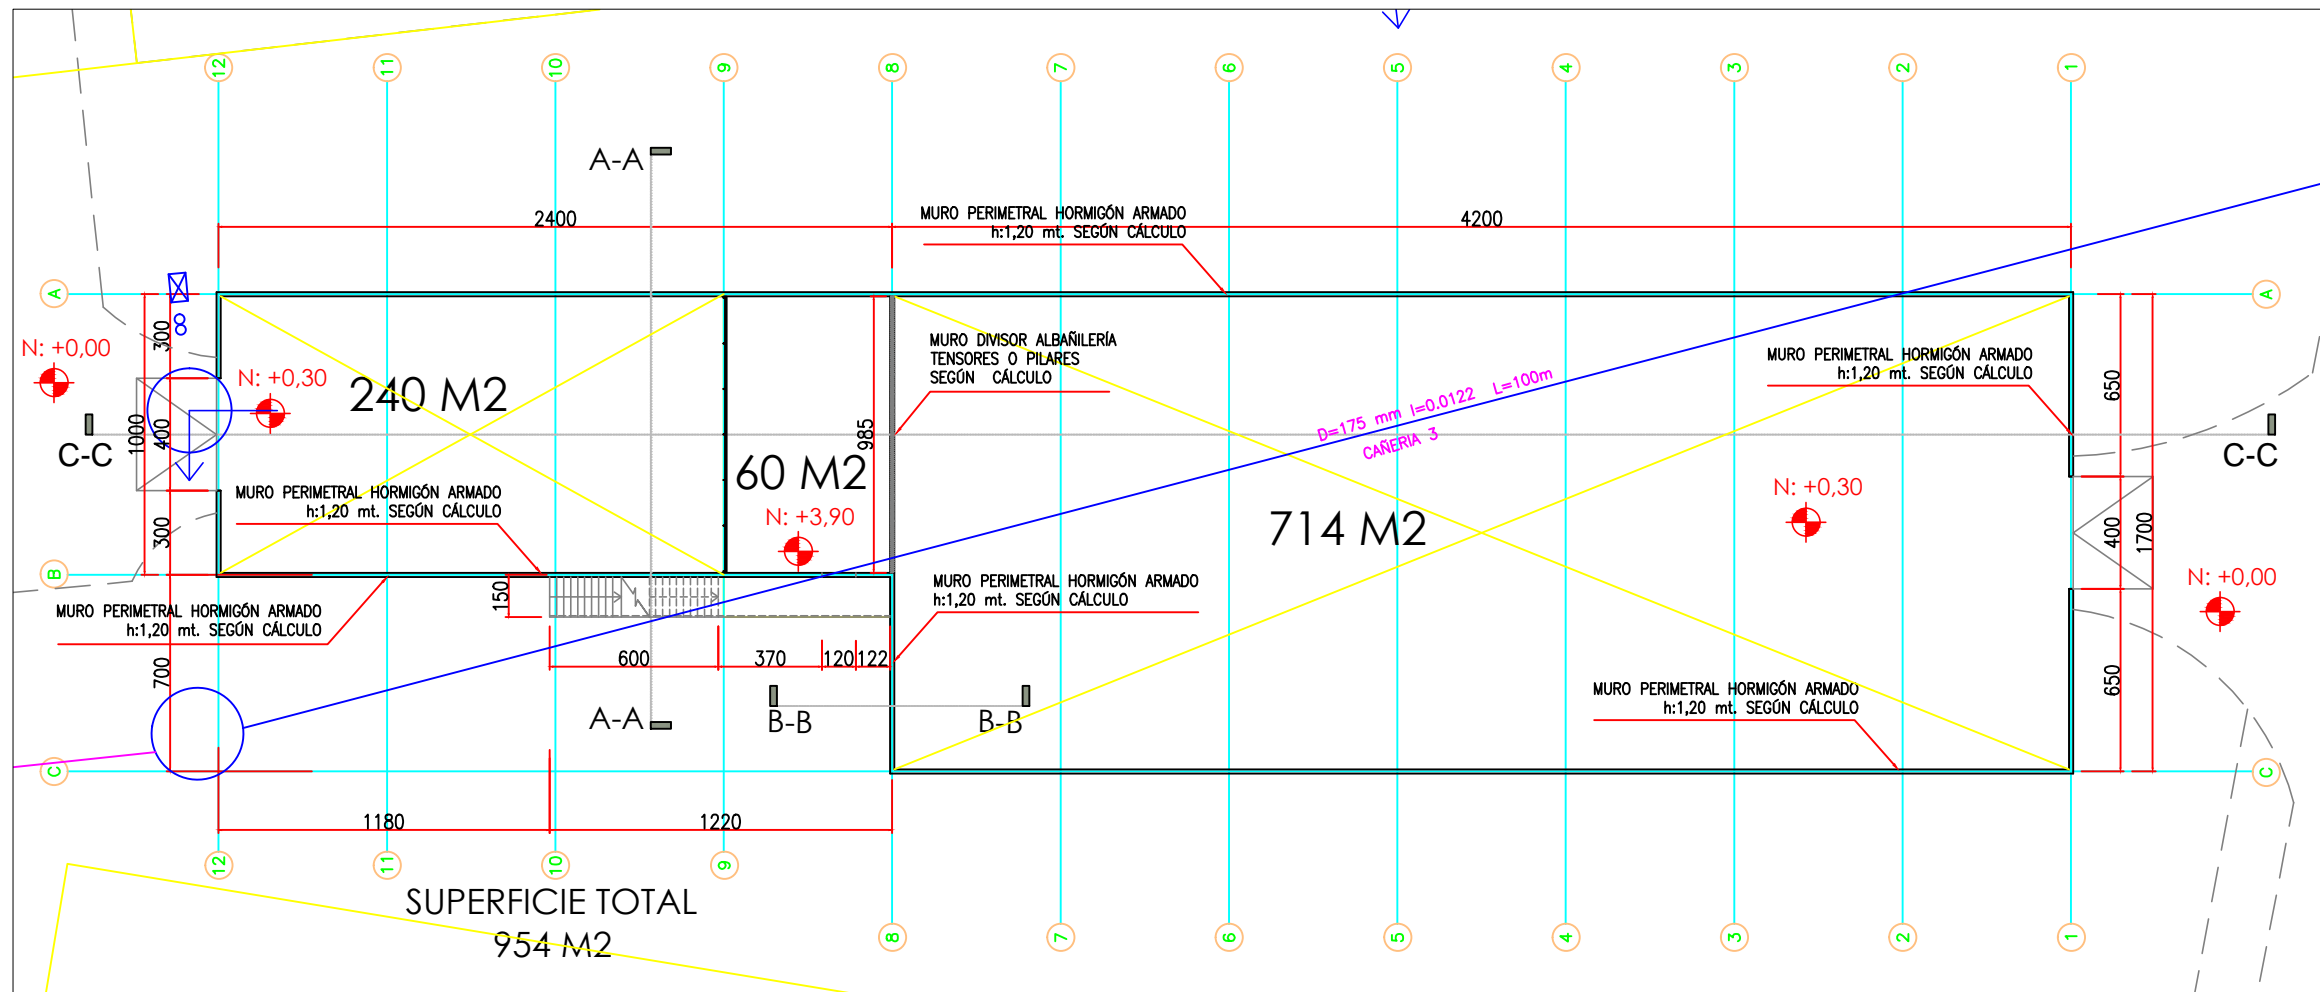 12
11
10
9
8
7
6
5
4
3
2
1
A-A
2400
MURO PERIMETRAL HORMIGÓN ARMADO
h:1,20 mt. SEGÚN CÁLCULO
4200
A
A
8
300
N: +0,00
N: +0,30
240 M2
MURO DIVISOR ALBAÑILERÍA
TENSORES O PILARES
SEGÚN CÁLCULO
MURO PERIMETRAL HORMIGÓN ARMADO
h:1,20 mt. SEGÚN CÁLCULO
650
D=175 mm I=0.0122 L=100m
CAÑERIA 3
1000
400
985
C-C
C-C
60 M2
MURO PERIMETRAL HORMIGÓN ARMADO
h:1,20 mt. SEGÚN CÁLCULO
N: +3,90
714 M2
N: +0,30
300
400
1700
B
N: +0,00
150
MURO PERIMETRAL HORMIGÓN ARMADO
h:1,20 mt. SEGÚN CÁLCULO
MURO PERIMETRAL HORMIGÓN ARMADO
h:1,20 mt. SEGÚN CÁLCULO
700
600
370
120
122
650
MURO PERIMETRAL HORMIGÓN ARMADO
h:1,20 mt. SEGÚN CÁLCULO
A-A
B-B
B-B
C
C
1180
1220
12
11
10
9
SUPERFICIE TOTAL
954 M2
8
7
6
5
4
3
2
1